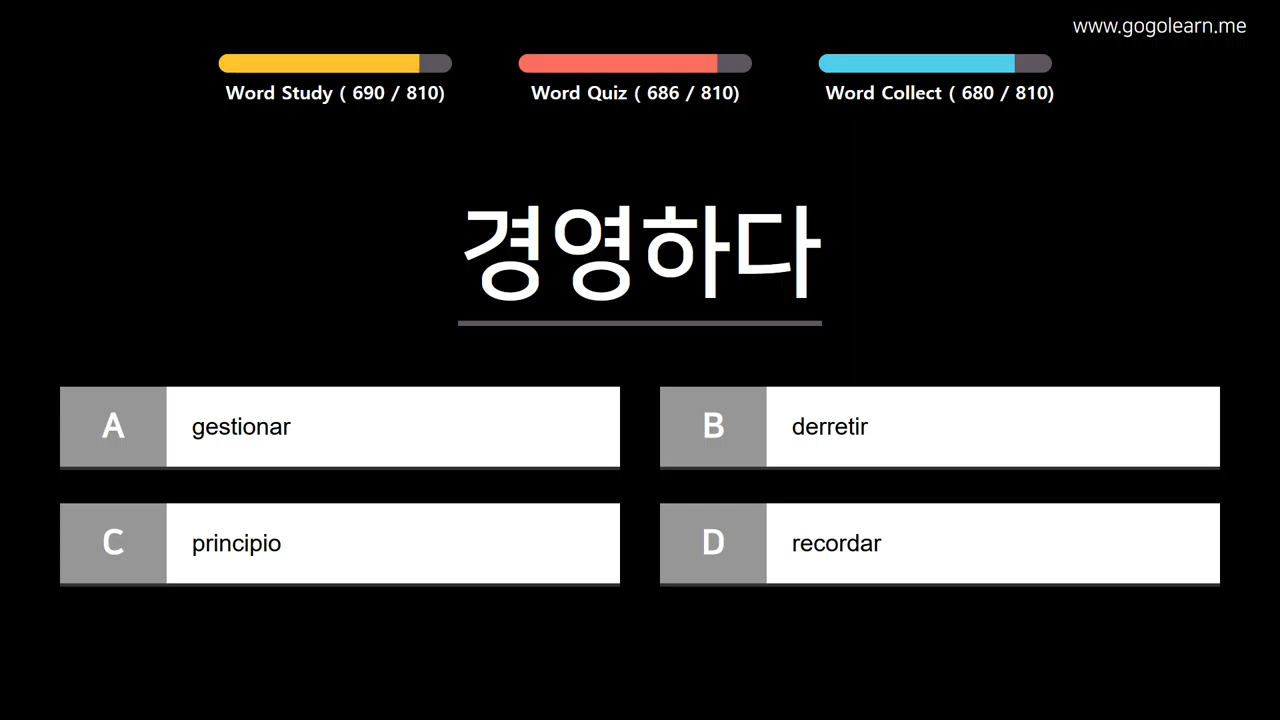 www.gogolearn.me
Word Study ( 690 / 810)
Word Quiz ( 686 / 810)
Word Collect ( 680 / 810)
경영하다
A gestionar
B derretir
C principio
D recordar